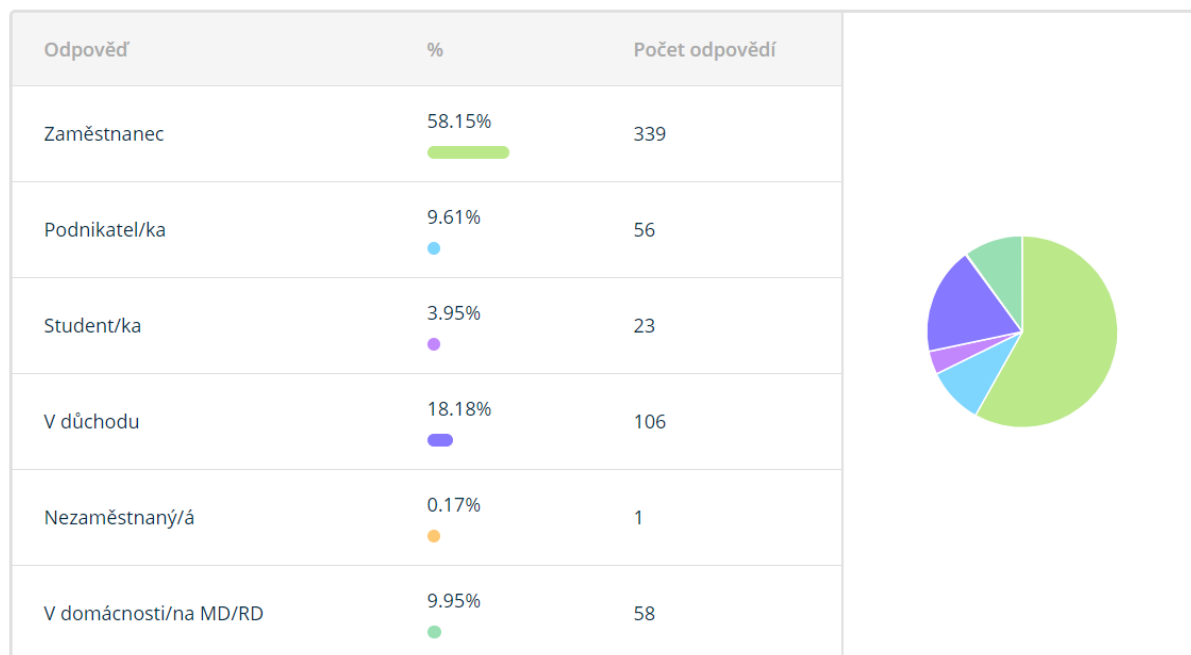 Odpověď % Počet odpovědí
Zaměstnanec 58.15% 339
Podnikatel/ka 9.61% 56
Student/ka 3.95% 23
V důchodu 18.18% 106
Nezaměstnaný/á 0.17% 1
V domácnosti/na MD/RD 9.95% 58